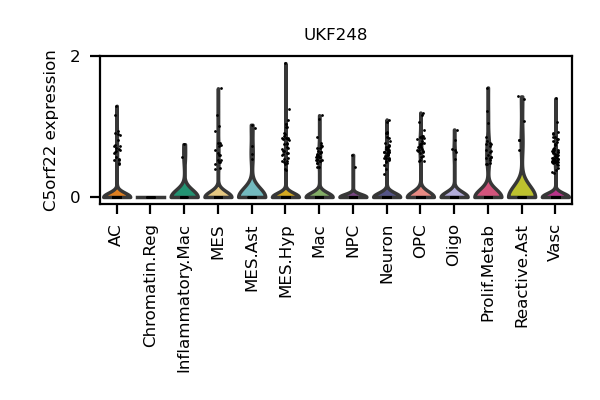 UKF248
C5orf22 expression
2
0
AC
Chromatin.Reg
Inflammatory.Mac
MES
MES.Ast
MES.Hyp
Mac
NPC
Neuron
OPC
Oligo
Prolif.Metab
Reactive.Ast
Vasc